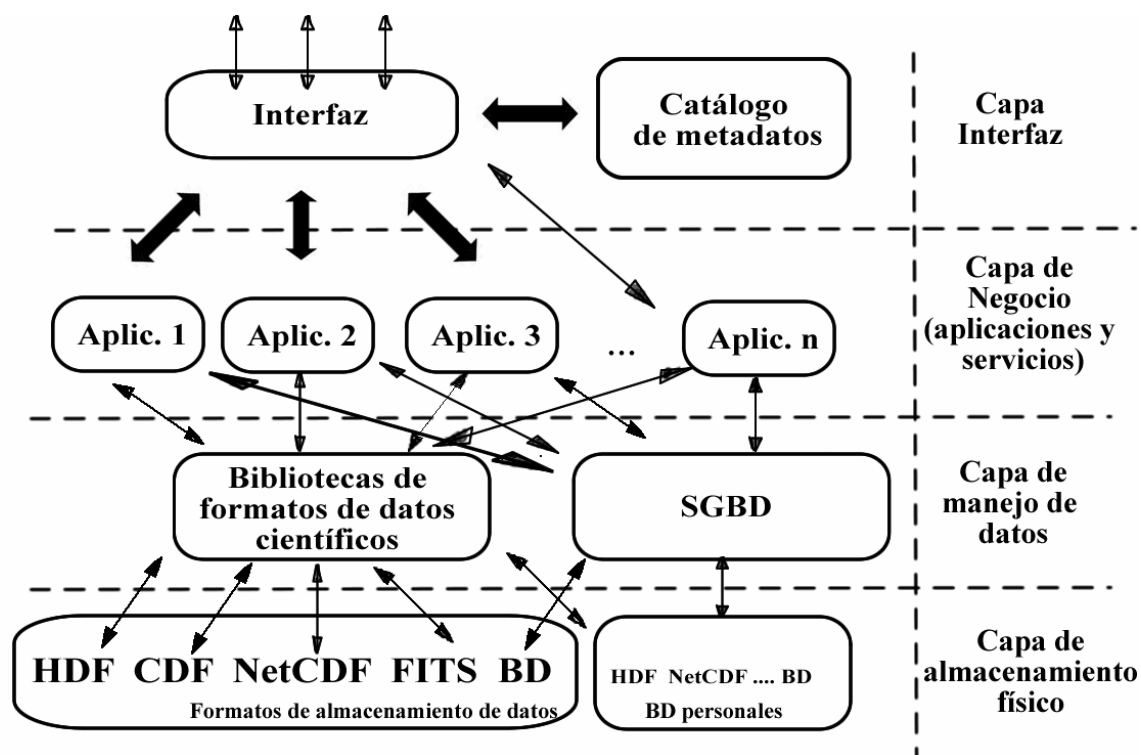 Interfaz
Catálogo
de metadatos
Capa
Interfaz
Aplic. 1
Aplic. 2
Aplic. 3
...
Aplic. n
Capa de
Negocio
(aplicaciones y
servicios)
Bibliotecas de
formatos de datos
científicos
SGBD
Capa de
manejo de
datos
HDF CDF NetCDF FITS BD
Formatos de almacenamiento de datos
HDF NetCDF .... BD
BD personales
Capa de
almacenamiento
físico